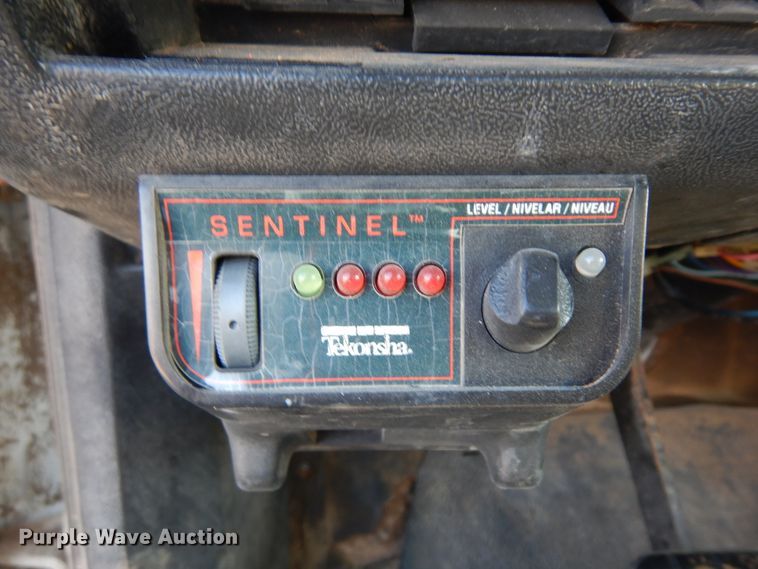 SENTINEL™
LEVEL / NIVELAR / NIVEAU
Tekonsha®
Purple Wave Auction